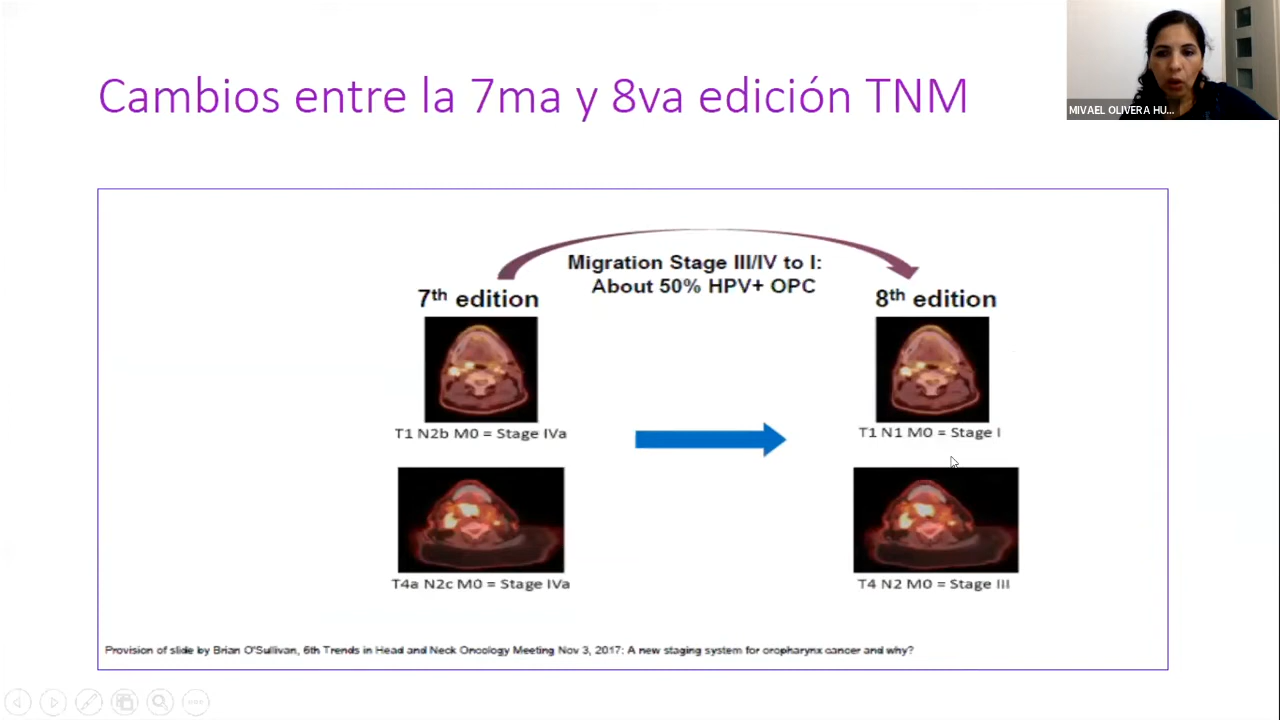 Cambios entre la 7ma y 8va edición TNM
MIVAEL OLIVERA HU...
Migration Stage III/IV to I:
About 50% HPV+ OPC
7th edition
8th edition
T1 N2b M0 = Stage IVa
T1 N1 M0 = Stage I
T4a N2c M0 = Stage IVa
T4 N2 M0 = Stage III
Provision of slide by Brian O'Sullivan, 6th Trends in Head and Neck Oncology Meeting Nov 3, 2017: A new staging system for oropharynx cancer and why?